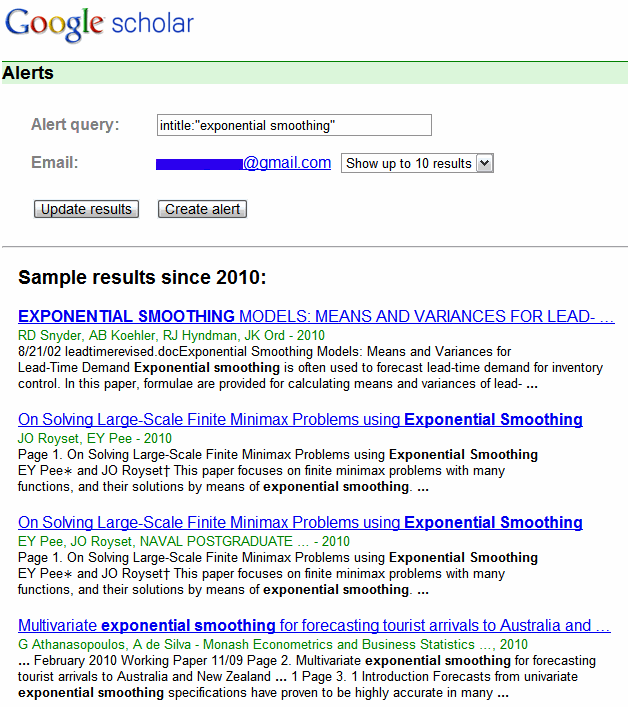 Google scholar
Alerts
Alert query: intitle:"exponential smoothing"
Email: @gmail.com Show up to 10 results
Update results Create alert
Sample results since 2010:
EXPONENTIAL SMOOTHING MODELS: MEANS AND VARIANCES FOR LEAD- ...
RD Snyder, AB Koehler, RJ Hyndman, JK Ord - 2010
8/21/02 leadtimerevised.docExponential Smoothing Models: Means and Variances for
Lead-Time Demand Exponential smoothing is often used to forecast lead-time demand for inventory
control. In this paper, formulae are provided for calculating means and variances of lead- ...
On Solving Large-Scale Finite Minimax Problems using Exponential Smoothing
JO Royset, EY Pee - 2010
Page 1. On Solving Large-Scale Finite Minimax Problems using Exponential Smoothing
EY Pee∗ and JO Royset† This paper focuses on finite minimax problems with many
functions, and their solutions by means of exponential smoothing. ...
On Solving Large-Scale Finite Minimax Problems using Exponential Smoothing
EY Pee, JO Royset, NAVAL POSTGRADUATE ... - 2010
Page 1. On Solving Large-Scale Finite Minimax Problems using Exponential Smoothing
EY Pee∗ and JO Royset† This paper focuses on finite minimax problems with many
functions, and their solutions by means of exponential smoothing. ...
Multivariate exponential smoothing for forecasting tourist arrivals to Australia and ...
G Athanasopoulos, A de Silva - Monash Econometrics and Business Statistics ..., 2010
... February 2010 Working Paper 11/09 Page 2. Multivariate exponential smoothing for forecasting
tourist arrivals to Australia and New Zealand ... 1 Page 3. 1 Introduction Forecasts from univariate
exponential smoothing specifications have proven to be highly accurate in many ...